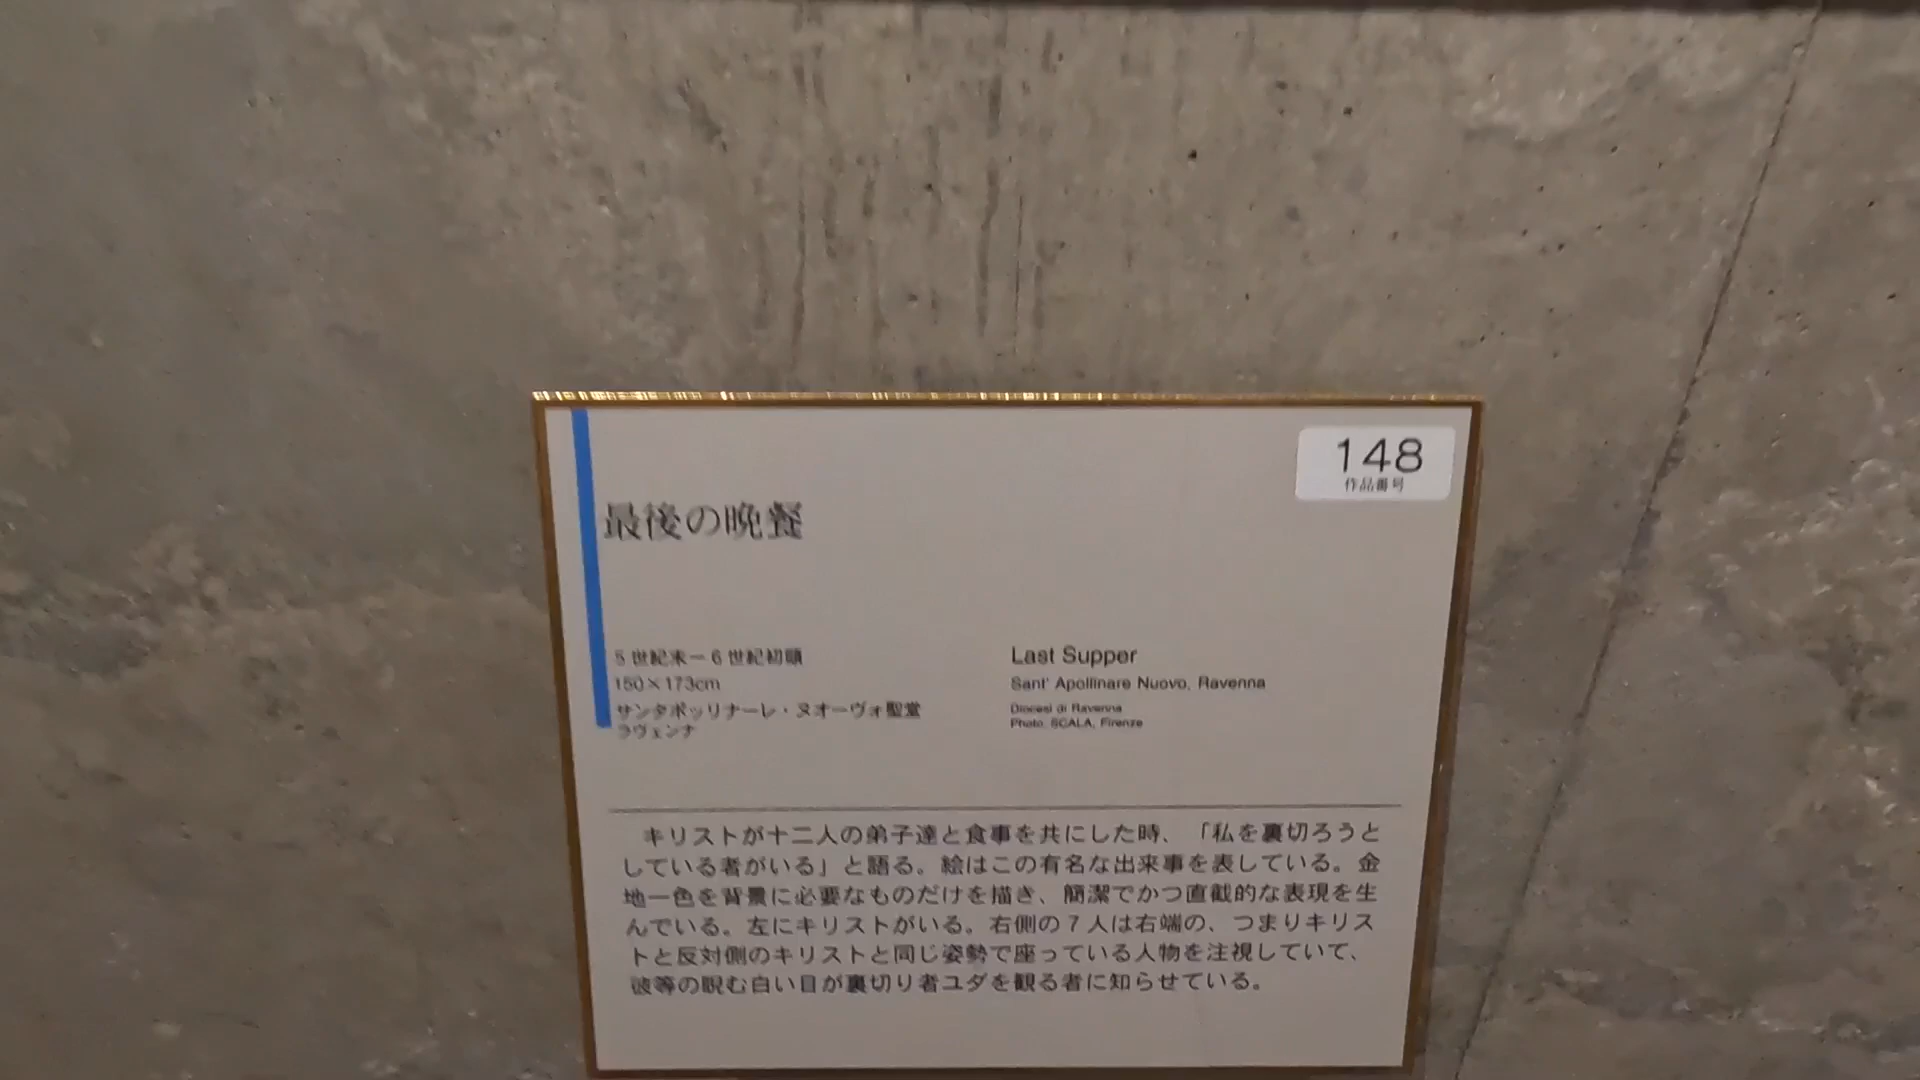 148
作品番号
最後の晩餐
5世紀末ー6世紀初頭
150×173cm
サンタポッリナーレ・ヌオーヴォ聖堂
ラヴェンナ
Last Supper
Sant' Apollinare Nuovo, Ravenna
Diocesi di Ravenna
Photo: SCALA, Firenze
キリストが十二人の弟子達と食事を共にした時、「私を裏切ろうと
している者がいる」と語る。絵はこの有名な出来事を表している。金
地一色を背景に必要なものだけを描き、簡潔でかつ直截的な表現を生
んでいる。左にキリストがいる。右側の7人は右端の、つまりキリス
トと反対側のキリストと同じ姿勢で座っている人物を注視していて、
彼等の睨む白い目が裏切り者ユダを観る者に知らせている。